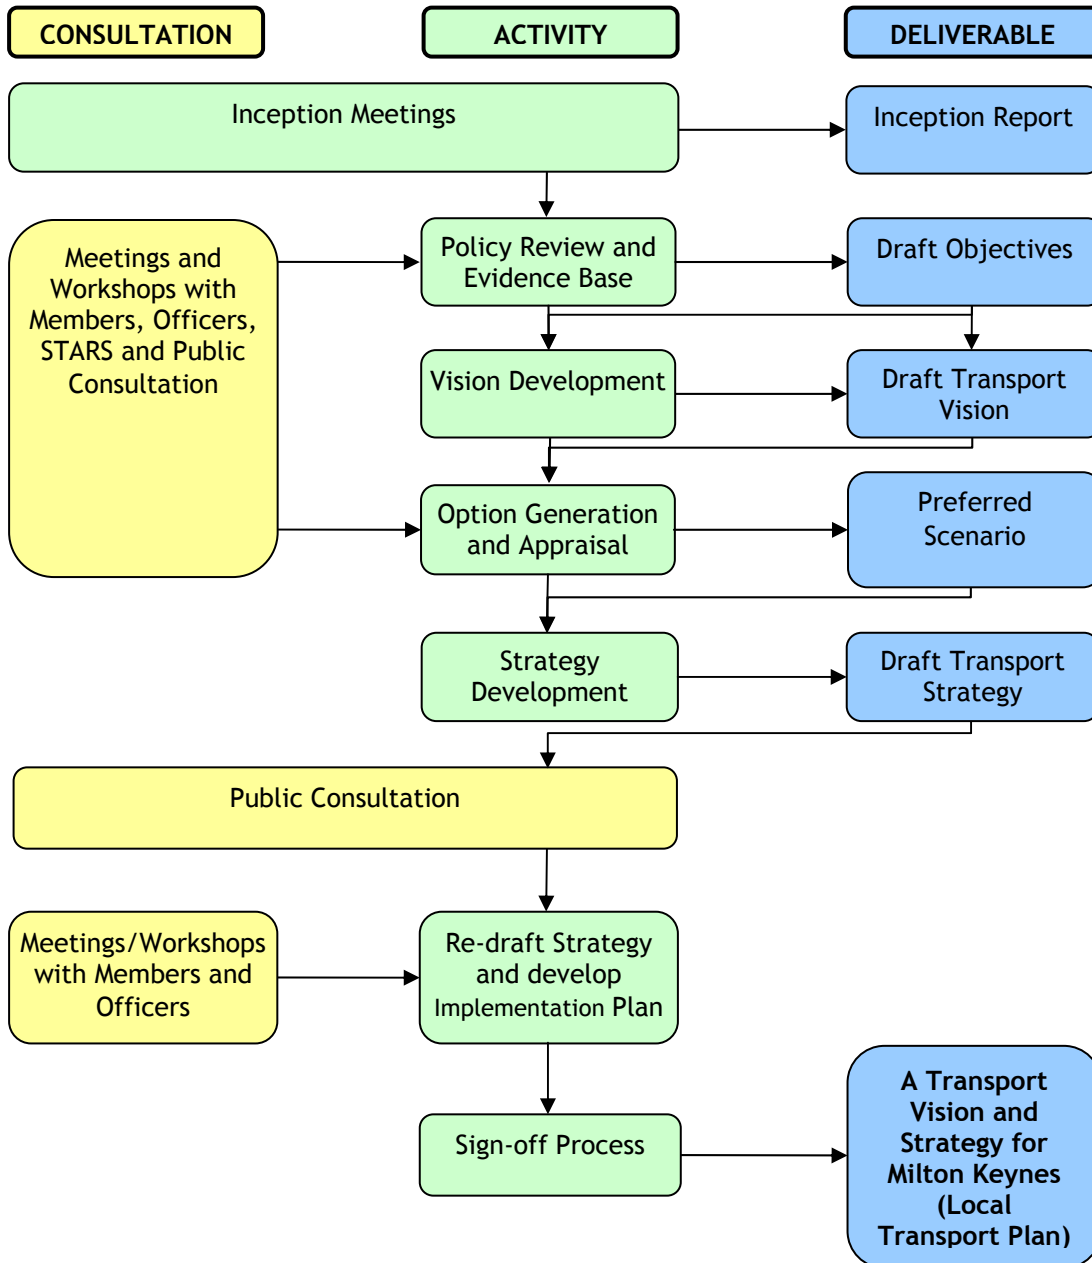 CONSULTATION
ACTIVITY
DELIVERABLE
Inception Meetings
Inception Report
Meetings and
Workshops with
Members, Officers,
STARS and Public
Consultation
Policy Review and
Evidence Base
Draft Objectives
Vision Development
Draft Transport
Vision
Option Generation
and Appraisal
Preferred
Scenario
Strategy
Development
Draft Transport
Strategy
Public Consultation
Meetings/Workshops
with Members and
Officers
Re-draft Strategy
and develop
Implementation Plan
Sign-off Process
A Transport
Vision and
Strategy for
Milton Keynes
(Local
Transport Plan)